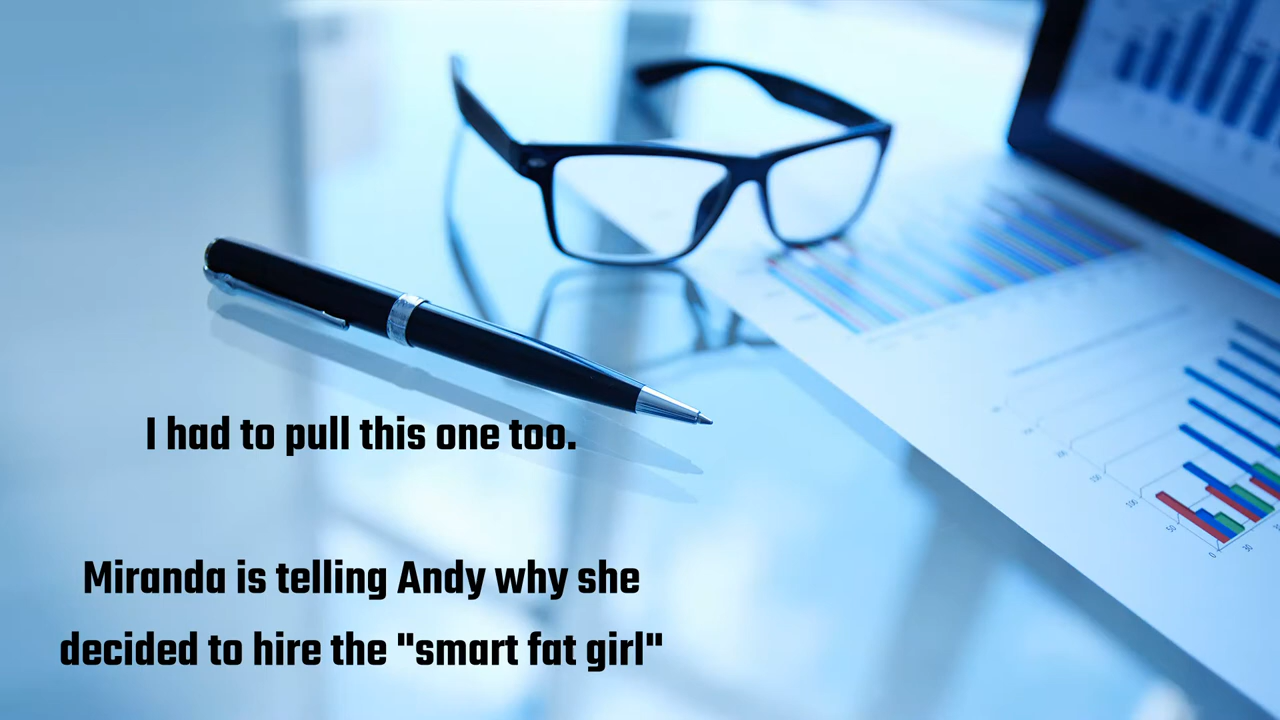 I had to pull this one too.
Miranda is telling Andy why she
decided to hire the "smart fat girl"